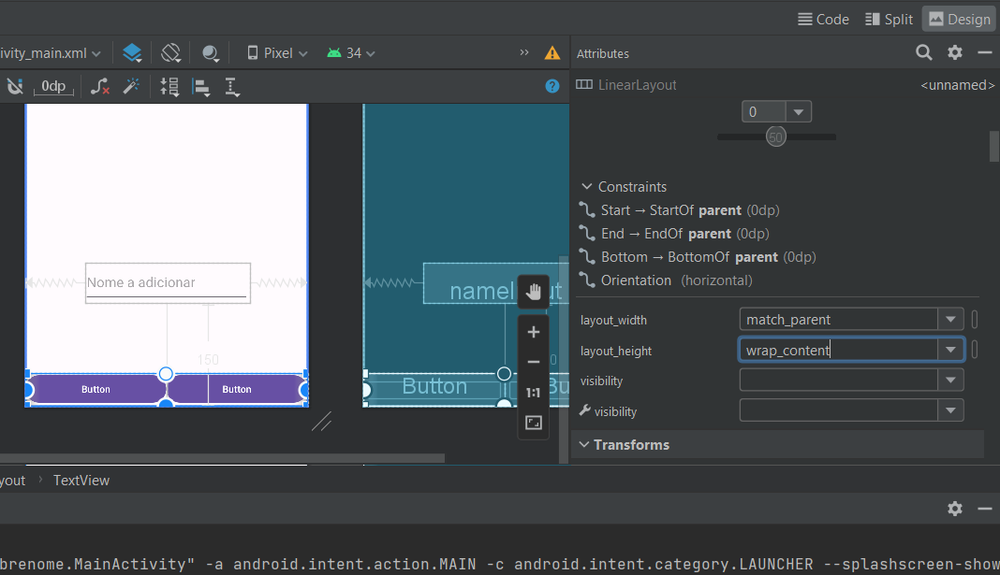 Code Split Design
ivity_main.xml Pixel 34 » Attributes
0dp ? LinearLayout <unnamed>
0
50
Constraints
Start → StartOf parent (0dp)
End → EndOf parent (0dp)
Bottom → BottomOf parent (0dp)
Orientation (horizontal)
Nome a adicionar
layout_width match_parent
layout_height wrap_content
150
1:1
Button Button Button
visibility
visibility
Transforms
yout › TextView
brenome.MainActivity" -a android.intent.action.MAIN -c android.intent.category.LAUNCHER --splashscreen-show